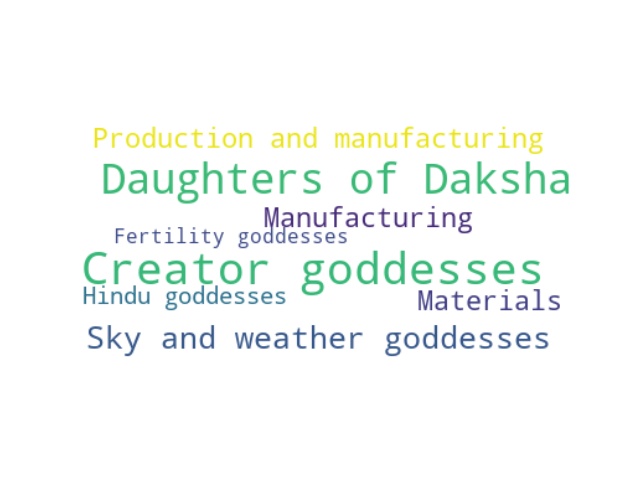 Production and manufacturing
Daughters of Daksha
Manufacturing
Fertility goddesses
Creator goddesses
Hindu goddesses
Materials
Sky and weather goddesses